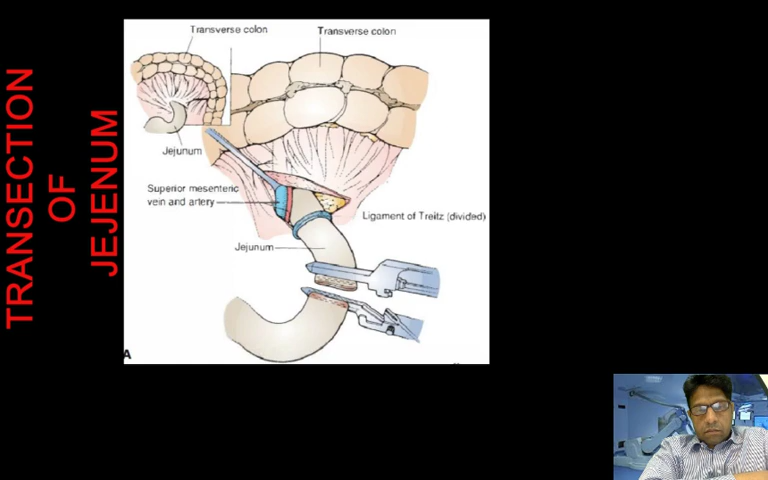 TRANSECTION
OF
JEJENUM
Transverse colon
Transverse colon
Jejunum
Superior mesenteric
vein and artery
Ligament of Treitz (divided)
Jejunum
A